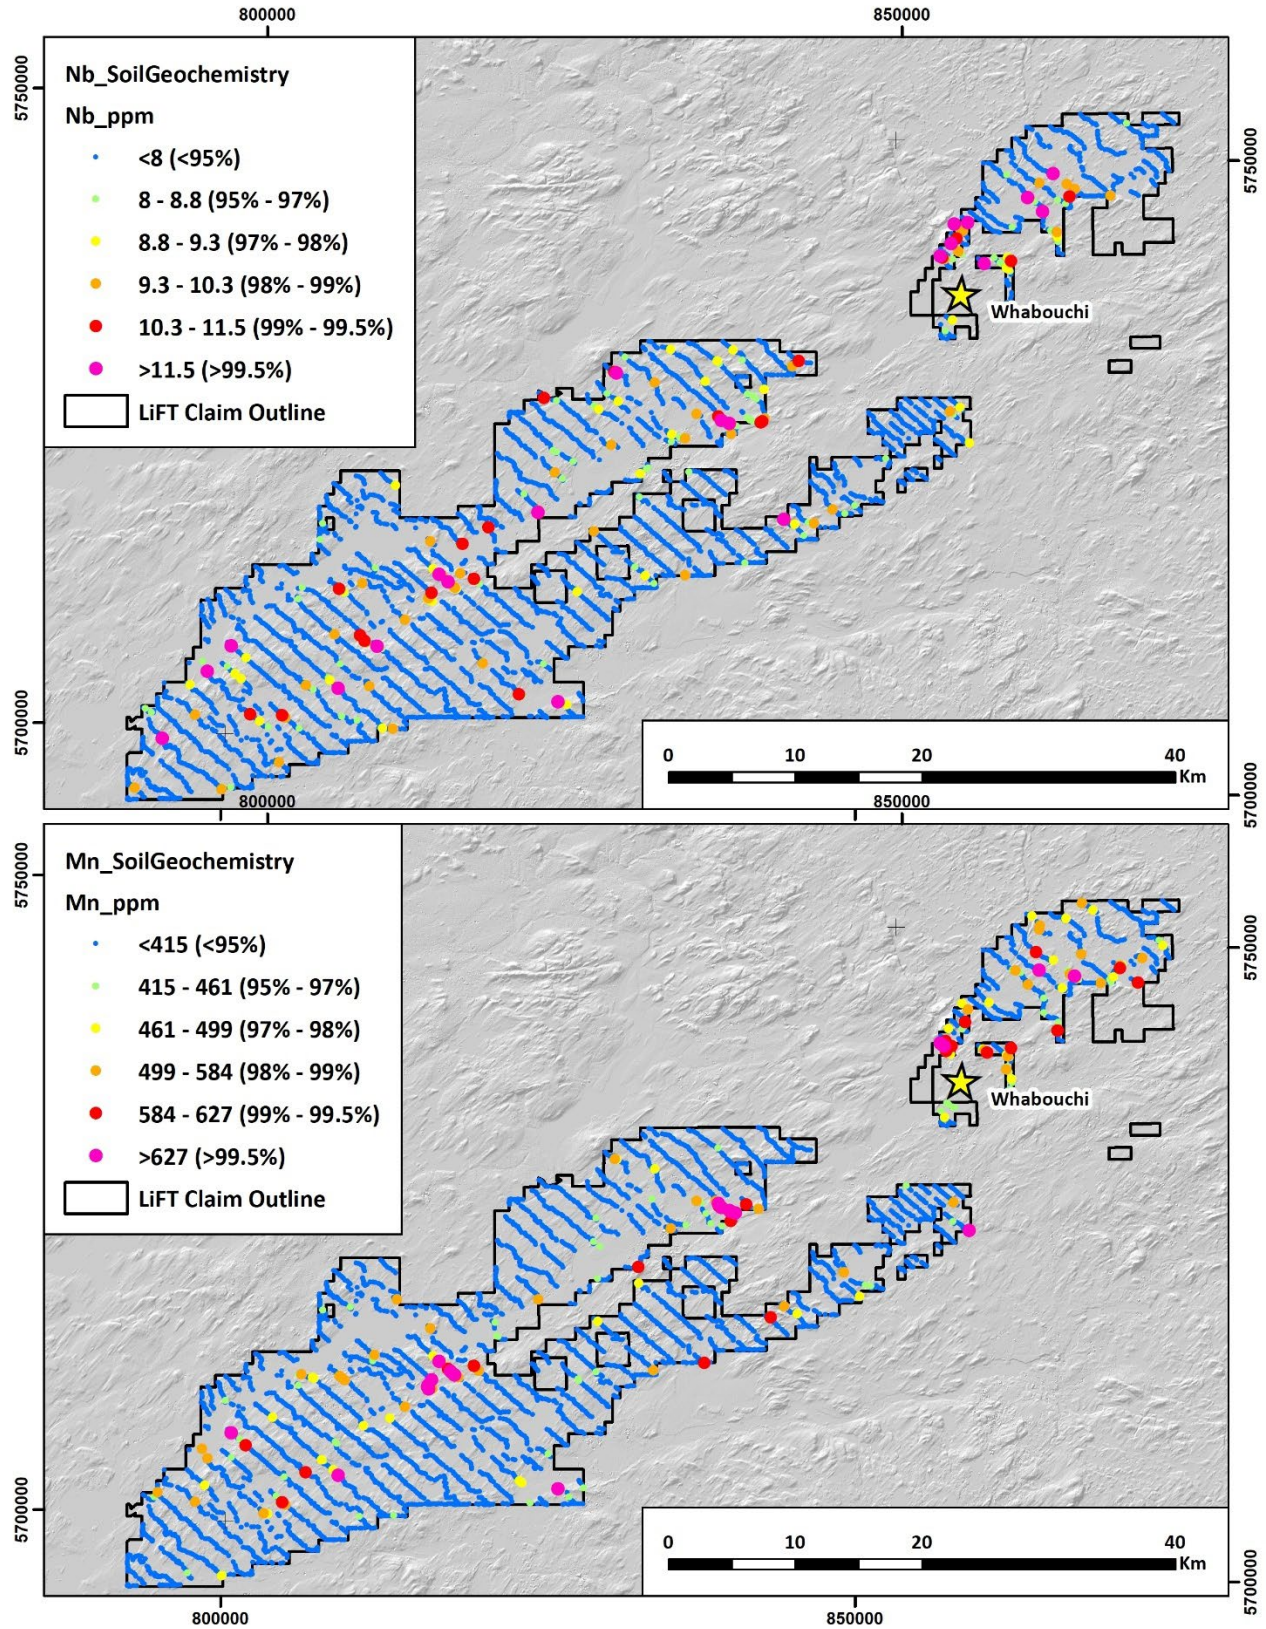 800000
850000
5750000
Nb_SoilGeochemistry
Nb_ppm
<8 (<95%)
8 - 8.8 (95% - 97%)
8.8 - 9.3 (97% - 98%)
9.3 - 10.3 (98% - 99%)
10.3 - 11.5 (99% - 99.5%)
>11.5 (>99.5%)
LiFT Claim Outline
5750000
Whabouchi
5700000
0 10 20 40
Km
5700000
800000
850000
5750000
Mn_SoilGeochemistry
Mn_ppm
<415 (<95%)
415 - 461 (95% - 97%)
461 - 499 (97% - 98%)
499 - 584 (98% - 99%)
584 - 627 (99% - 99.5%)
>627 (>99.5%)
LiFT Claim Outline
5750000
Whabouchi
5700000
0 10 20 40
Km
5700000
800000
850000